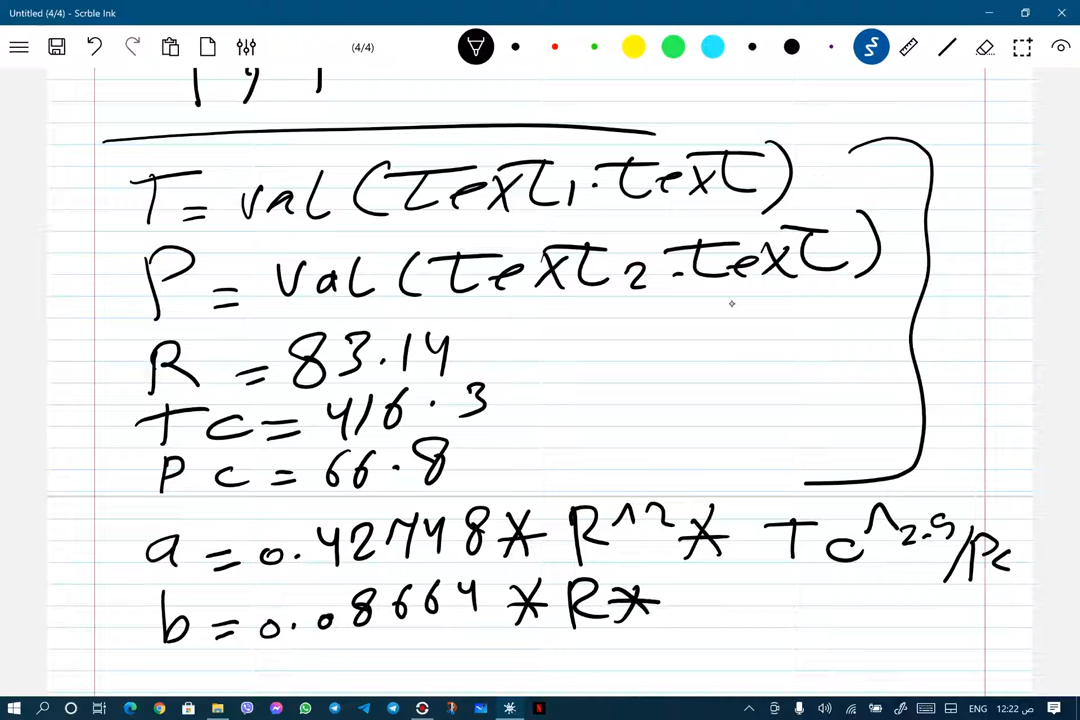 Untitled (4/4) - Scrble Ink
(4/4)
T = val (Text1.text)
P = val (Text2.text)
R = 83.14
Tc = 416.3
Pc = 66.8
a = 0.42748 * R^2 * Tc^2.5/Pc
b = 0.08664 * R *
ENG 12:22 ص